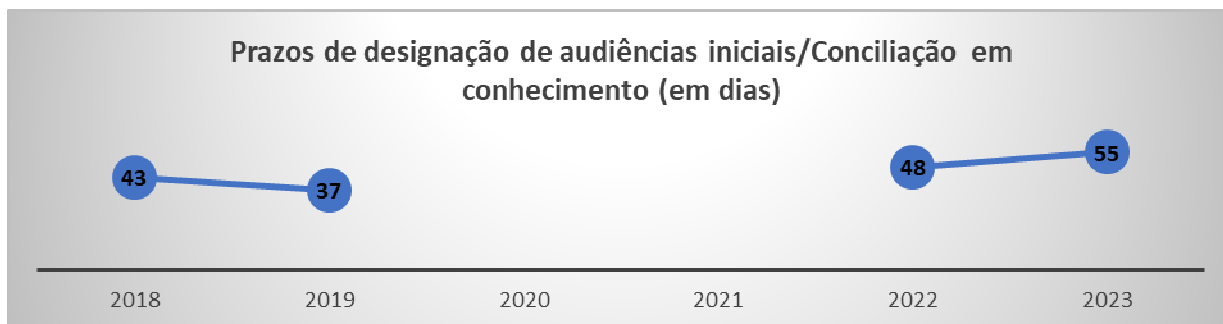 Prazos de designação de audiências iniciais/Conciliação em
conhecimento (em dias)
43
37
48
55
2018 2019 2020 2021 2022 2023